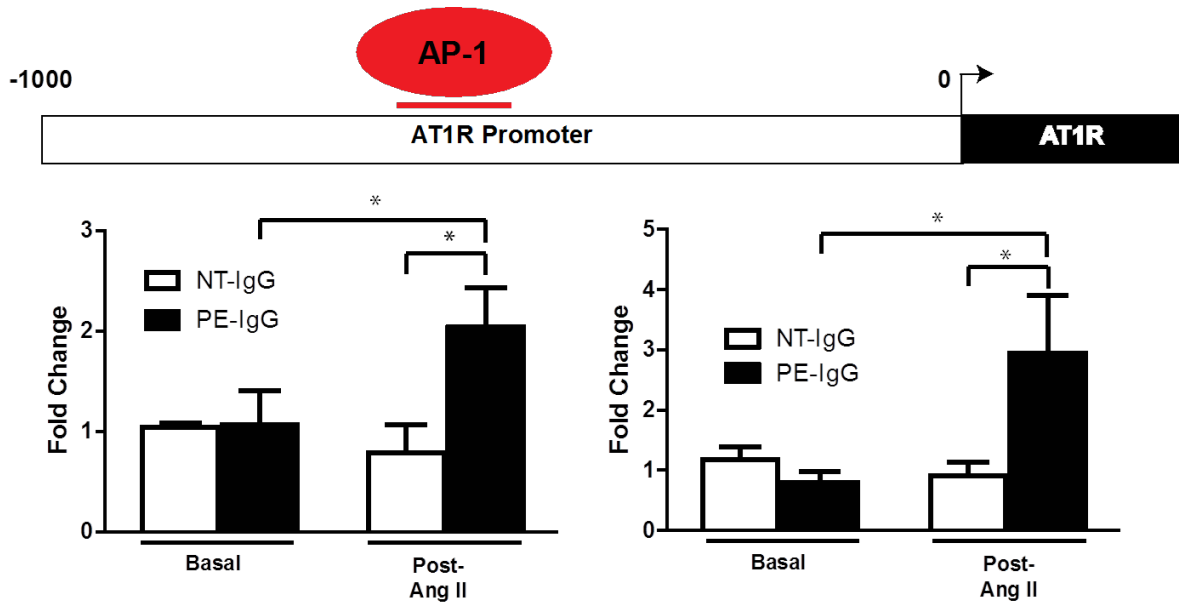 AP-1
-1000
0
AT1R Promoter
AT1R
Fold Change
3
2
1
0
*
*
NT-IgG
PE-IgG
Basal
Post-
Ang II
Fold Change
5
4
3
2
1
0
*
*
NT-IgG
PE-IgG
Basal
Post-
Ang II